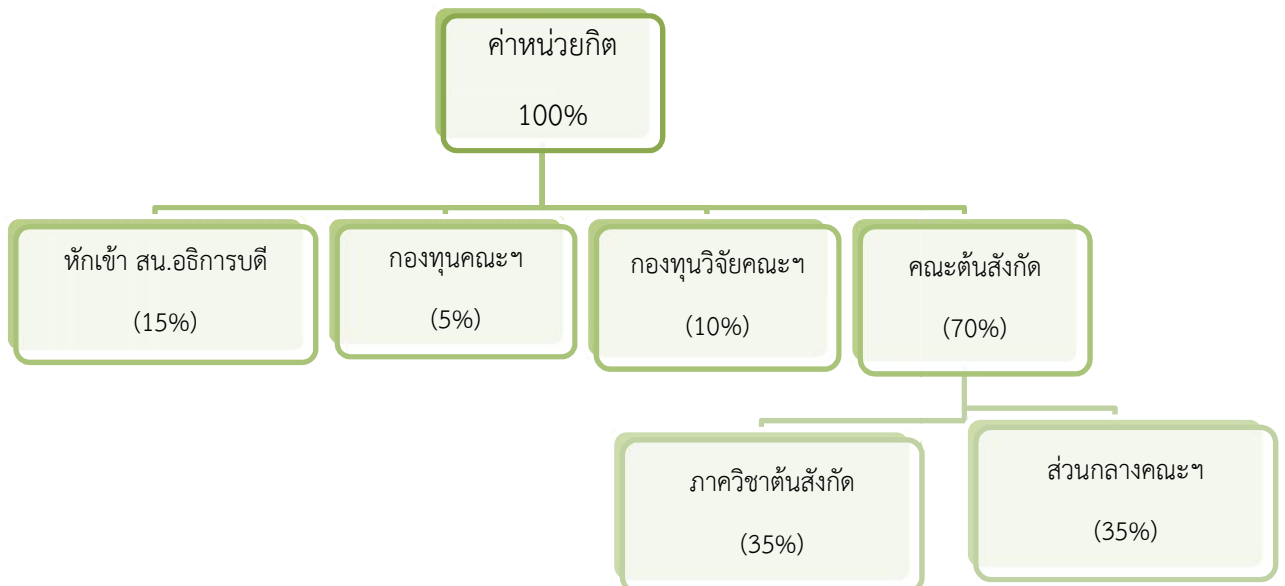 ค่าหน่วยกิต
100%
หักเข้า สน.อธิการบดี
(15%)
กองทุนคณะฯ
(5%)
กองทุนวิจัยคณะฯ
(10%)
คณะต้นสังกัด
(70%)
ภาควิชาต้นสังกัด
(35%)
ส่วนกลางคณะฯ
(35%)